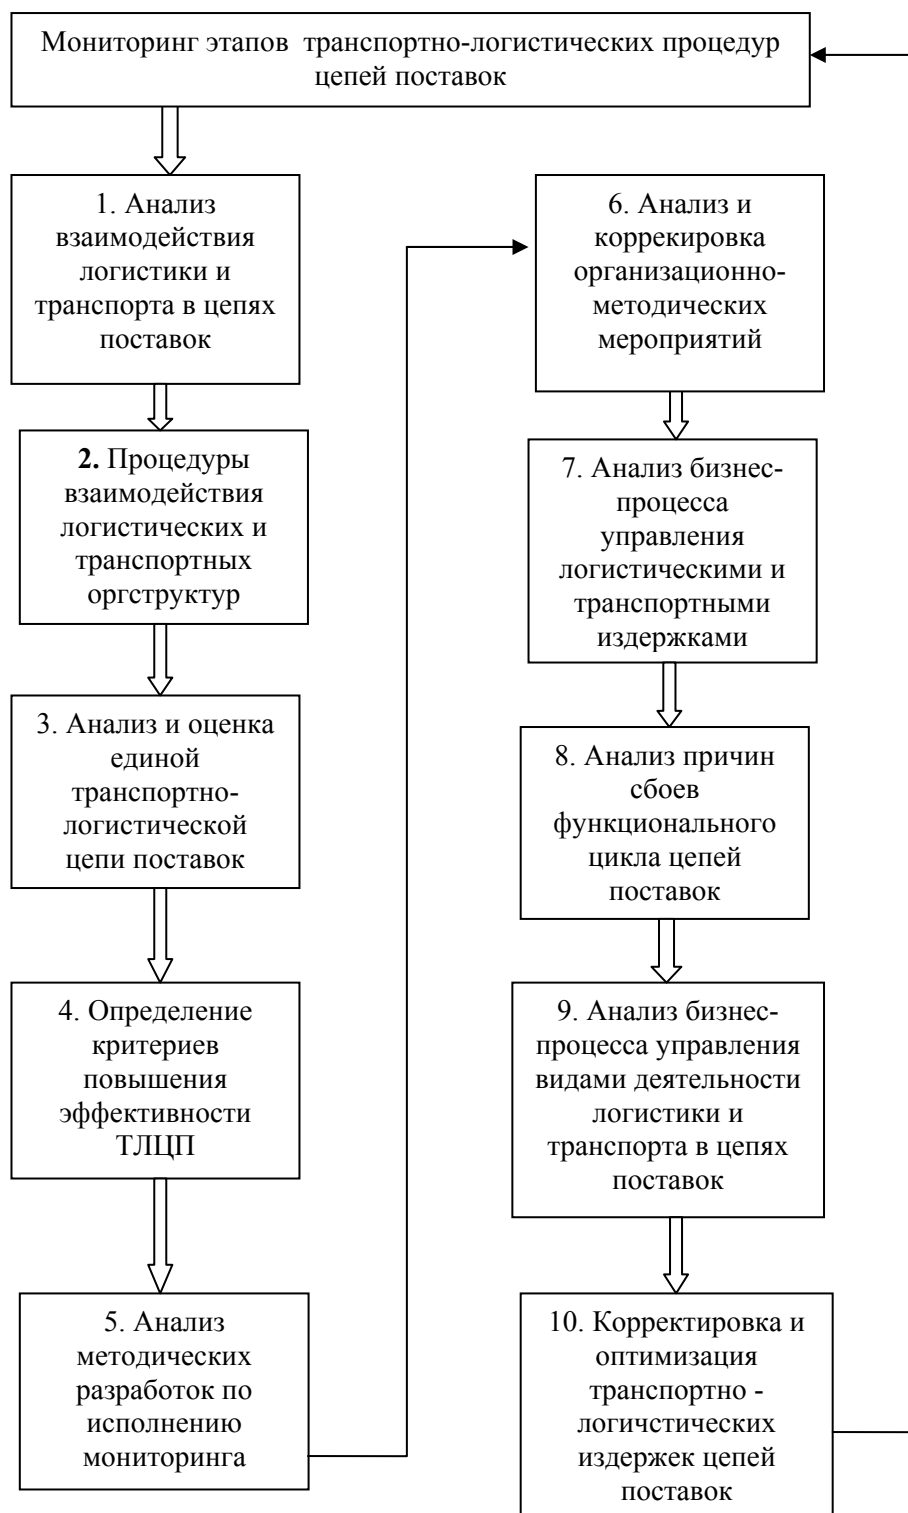 Мониторинг этапов транспортно-логистических процедур
цепей поставок
1. Анализ
взаимодействия
логистики и
транспорта в цепях
поставок
2. Процедуры
взаимодействия
логистических и
транспортных
оргструктур
3. Анализ и оценка
единой
транспортно-
логистической
цепи поставок
4. Определение
критериев
повышения
эффективности
ТЛЦП
5. Анализ
методических
разработок по
исполнению
мониторинга
6. Анализ и
коррекировка
организационно-
методических
мероприятий
7. Анализ бизнес-
процесса
управления
логистическими и
транспортными
издержками
8. Анализ причин
сбоев
функционального
цикла цепей
поставок
9. Анализ бизнес-
процесса управления
видами деятельности
логистики и
транспорта в цепях
поставок
10. Корректировка и
оптимизация
транспортно -
логичстических
издержек цепей
поставок